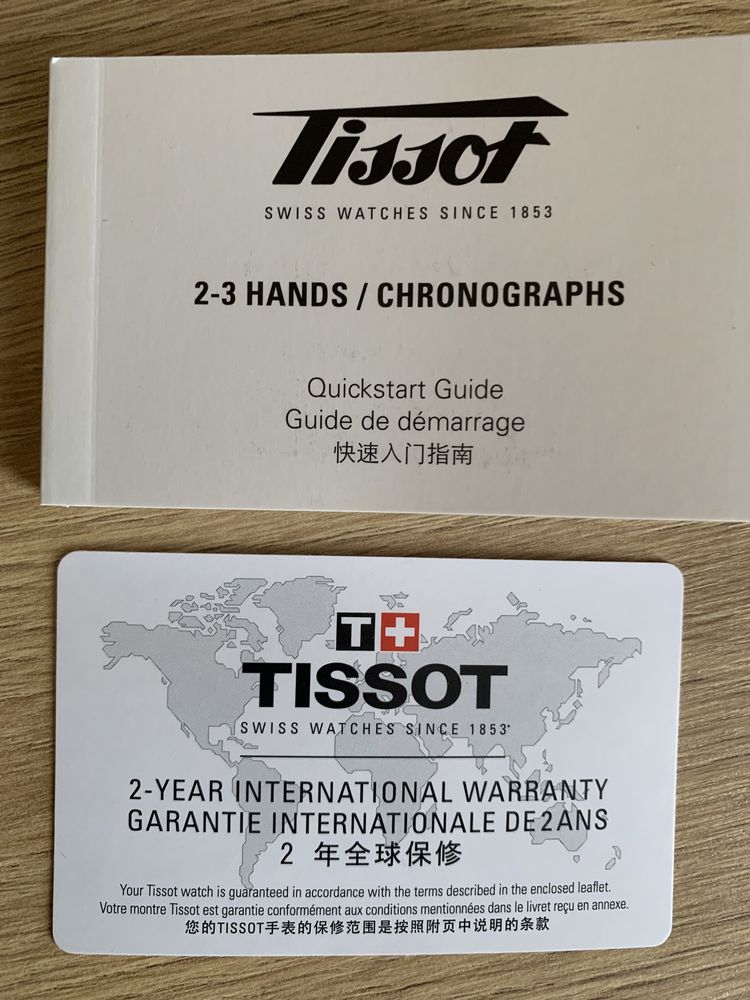 Tissot
SWISS WATCHES SINCE 1853
2-3 HANDS / CHRONOGRAPHS
Quickstart Guide
Guide de démarrage
快速入门指南
T+
TISSOT
SWISS WATCHES SINCE 1853*
2-YEAR INTERNATIONAL WARRANTY
GARANTIE INTERNATIONALE DE 2 ANS
2 年全球保修
Your Tissot watch is guaranteed in accordance with the terms described in the enclosed leaflet.
Votre montre Tissot est garantie conformément aux conditions mentionnées dans le livret reçu en annexe.
您的TISSOT手表的保修范围是按照附页中说明的条款